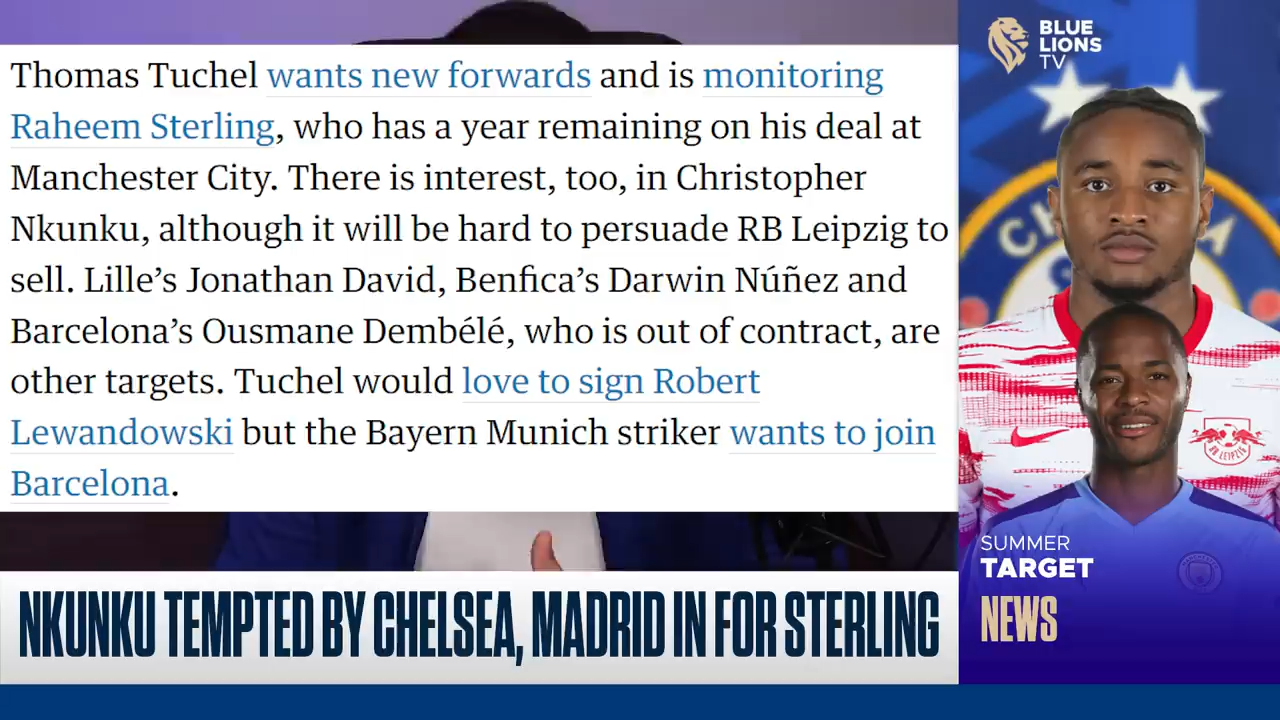 Thomas Tuchel wants new forwards and is monitoring
Raheem Sterling, who has a year remaining on his deal at
Manchester City. There is interest, too, in Christopher
Nkunku, although it will be hard to persuade RB Leipzig to
sell. Lille’s Jonathan David, Benfica’s Darwin Núñez and
Barcelona’s Ousmane Dembélé, who is out of contract, are
other targets. Tuchel would love to sign Robert
Lewandowski but the Bayern Munich striker wants to join
Barcelona.
NKUNKU TEMPTED BY CHELSEA, MADRID IN FOR STERLING
BLUE
LIONS
TV
RB LEIPZIG
SUMMER
TARGET
NEWS